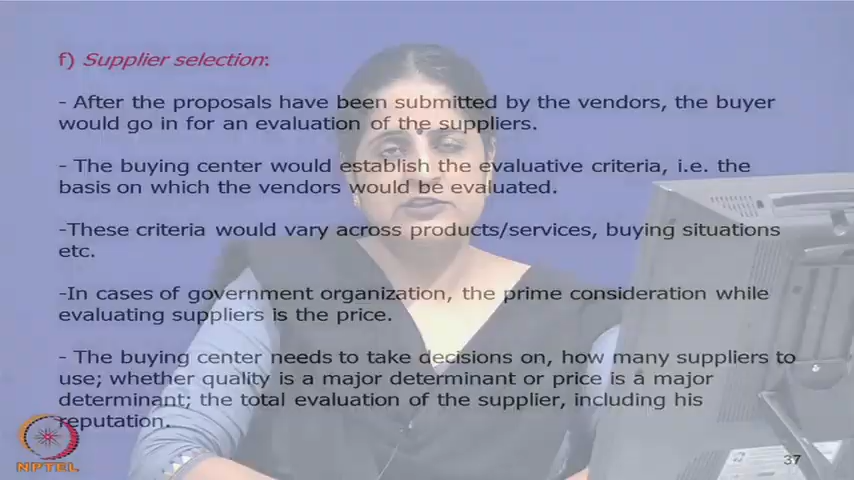 f) Supplier selection:
- After the proposals have been submitted by the vendors, the buyer
would go in for an evaluation of the suppliers.
- The buying center would establish the evaluative criteria, i.e. the
basis on which the vendors would be evaluated.
-These criteria would vary across products/services, buying situations
etc.
-In cases of government organization, the prime consideration while
evaluating suppliers is the price.
- The buying center needs to take decisions on, how many suppliers to
use; whether quality is a major determinant or price is a major
determinant; the total evaluation of the supplier, including his
reputation.
NPTEL
37